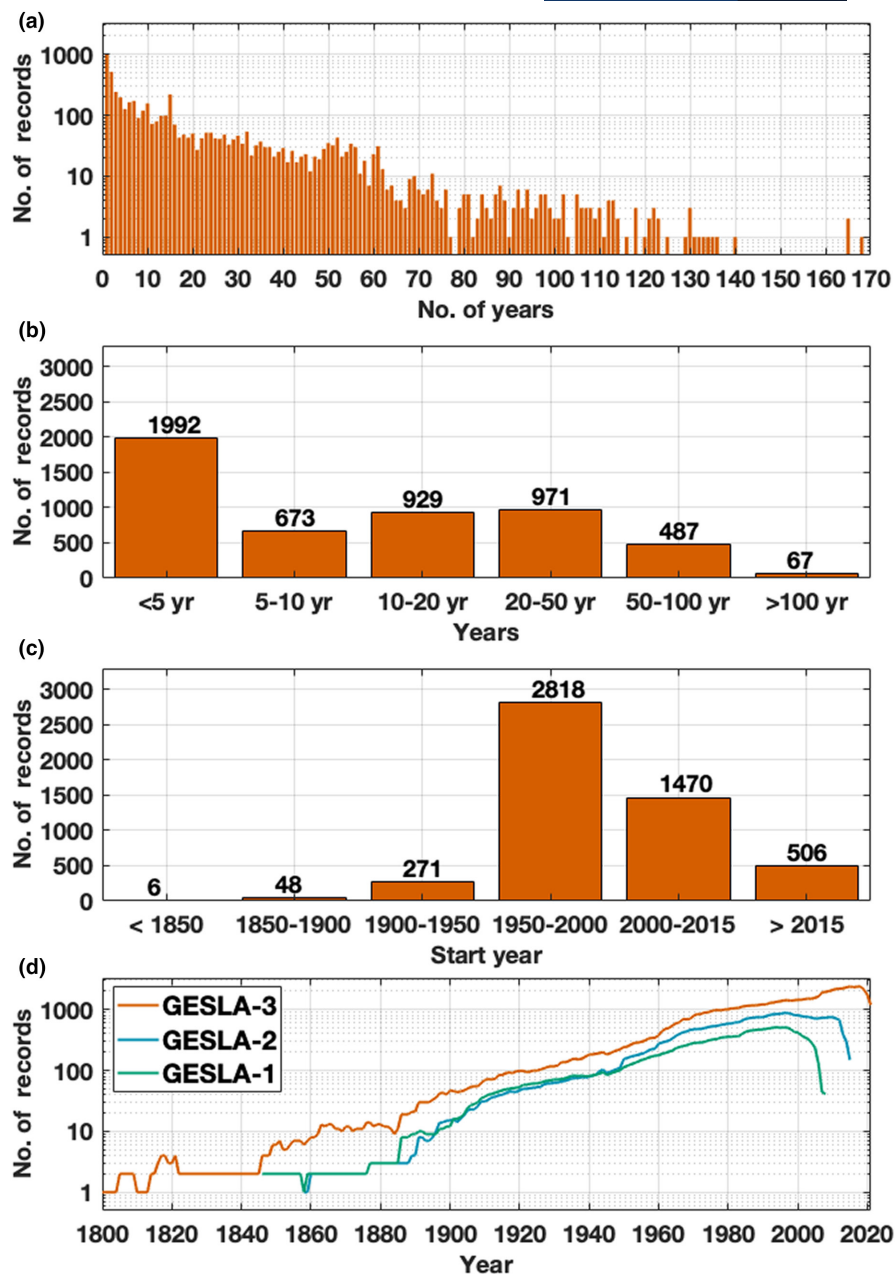 (a)
1000
100
10
1
No. of records
0 10 20 30 40 50 60 70 80 90 100 110 120 130 140 150 160 170
No. of years
(b)
3000
2500
2000
1500
1000
500
0
No. of records
1992
673
929
971
487
67
<5 yr 5-10 yr 10-20 yr 20-50 yr 50-100 yr >100 yr
Years
(c)
3000
2500
2000
1500
1000
500
0
No. of records
6
48
271
2818
1470
506
< 1850 1850-1900 1900-1950 1950-2000 2000-2015 > 2015
Start year
(d)
1000
100
10
1
No. of records
GESLA-3
GESLA-2
GESLA-1
1800 1820 1840 1860 1880 1900 1920 1940 1960 1980 2000 2020
Year